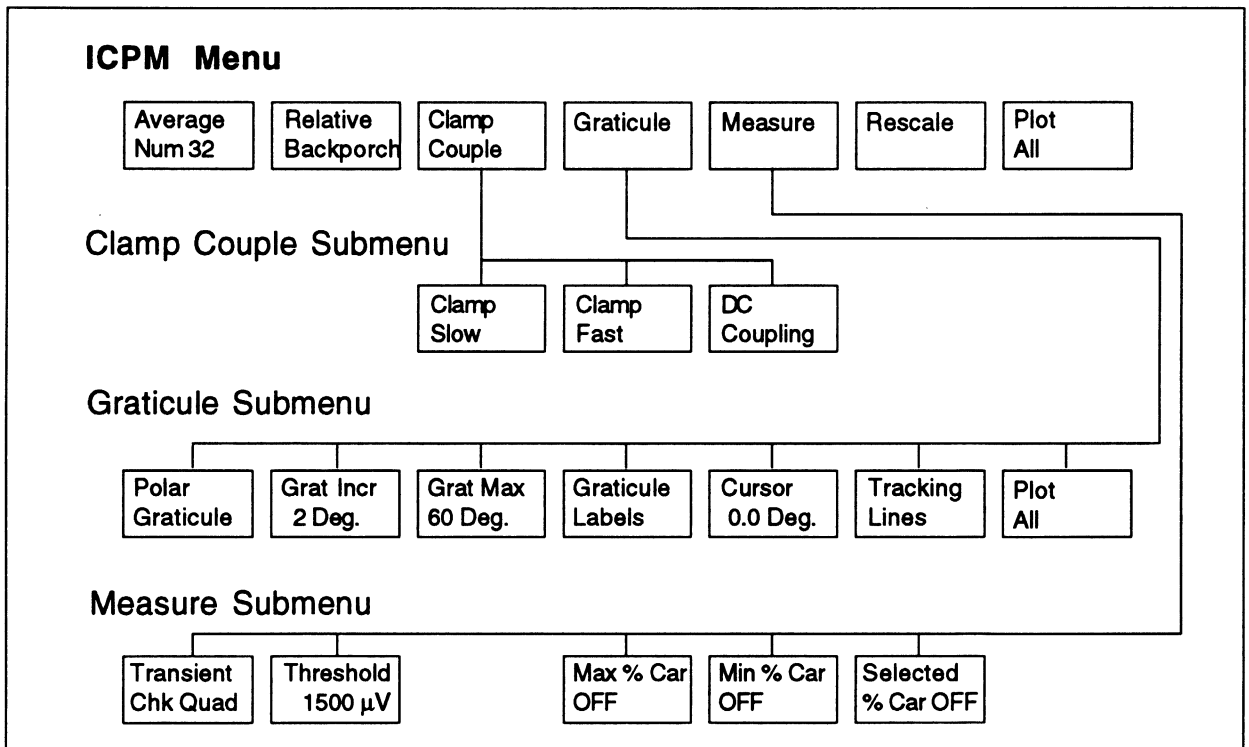 ICPM Menu
Average Num 32
Relative Backporch
Clamp Couple
Graticule
Measure
Rescale
Plot All
Clamp Couple Submenu
Clamp Slow
Clamp Fast
DC Coupling
Graticule Submenu
Polar Graticule
Grat Incr 2 Deg.
Grat Max 60 Deg.
Graticule Labels
Cursor 0.0 Deg.
Tracking Lines
Plot All
Measure Submenu
Transient Chk Quad
Threshold 1500 µV
Max % Car OFF
Min % Car OFF
Selected % Car OFF